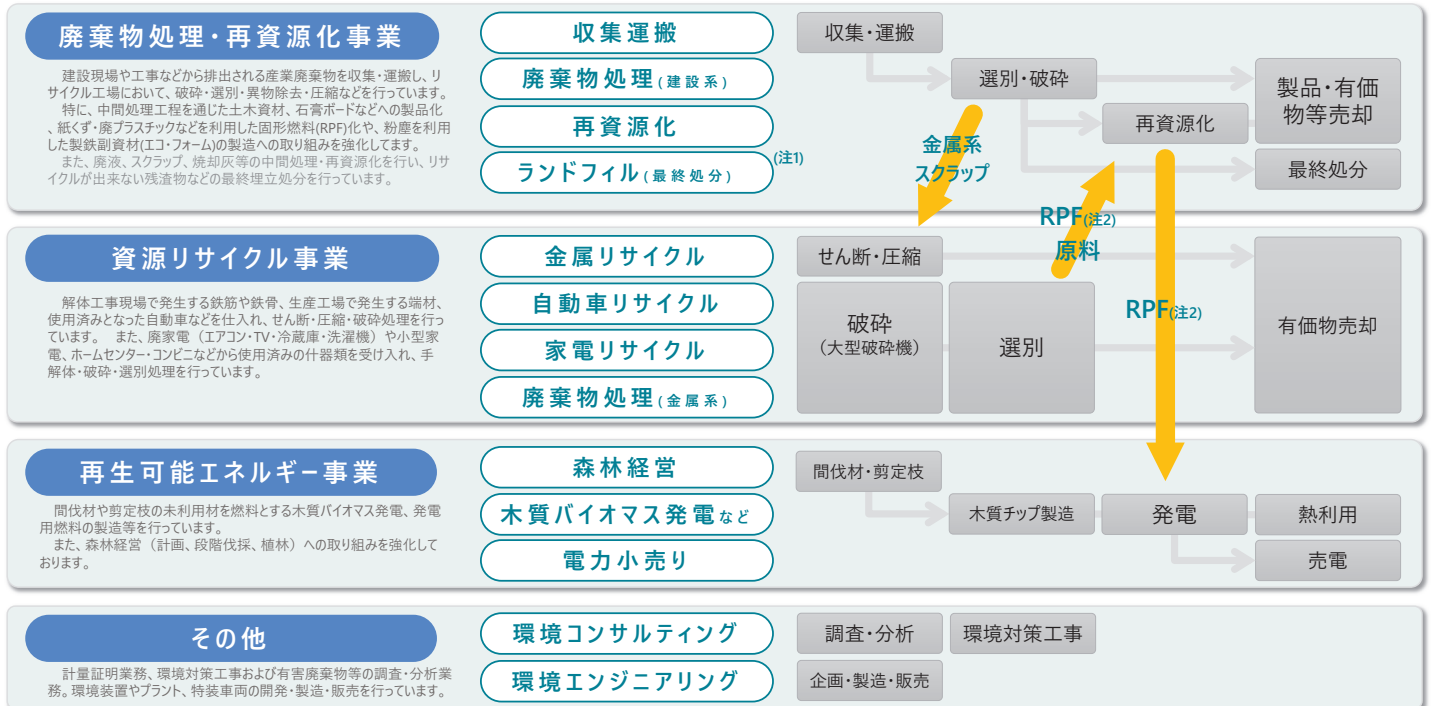 廃棄物処理・再資源化事業
建設現場や工事などから排出される産業廃棄物を収集・運搬し、リ
サイクル工場において、破砕・選別・異物除去・圧縮などを行っています。
特に、中間処理工程を通じた土木資材、石膏ボードなどへの製品化
、紙くず・廃プラスチックなどを利用した固形燃料(RPF)化や、粉塵を利用
した製鉄副資材(エコ・フォーム)の製造への取り組みを強化してます。
また、廃液、スクラップ、焼却灰等の中間処理・再資源化を行い、リサ
イクルが出来ない残渣物などの最終埋立処分を行っています。
収集運搬
廃棄物処理(建設系)
再資源化
ランドフィル(最終処分)
(注1)
収集・運搬
選別・破砕
再資源化
製品・有価
物等売却
最終処分
金属系
スクラップ
RPF(注2)
原料
RPF(注2)
資源リサイクル事業
解体工事現場で発生する鉄筋や鉄骨、生産工場で発生する端材、
使用済みとなった自動車などを仕入れ、せん断・圧縮・破砕処理を行っ
ています。 また、廃家電（エアコン・TV・冷蔵庫・洗濯機）や小型家
電、ホームセンター・コンビニなどから使用済みの什器類を受け入れ、手
解体・破砕・選別処理を行っています。
金属リサイクル
自動車リサイクル
家電リサイクル
廃棄物処理(金属系)
せん断・圧縮
破砕
（大型破砕機）
選別
有価物売却
再生可能エネルギー事業
間伐材や剪定枝の未利用材を燃料とする木質バイオマス発電、発電
用燃料の製造等を行っています。
また、森林経営（計画、段階伐採、植林）への取り組みを強化して
おります。
森林経営
木質バイオマス発電など
電力小売り
間伐材・剪定枝
木質チップ製造
発電
熱利用
売電
その他
計量証明業務、環境対策工事および有害廃棄物等の調査・分析業
務。環境装置やプラント、特装車両の開発・製造・販売を行っています。
環境コンサルティング
環境エンジニアリング
調査・分析
環境対策工事
企画・製造・販売